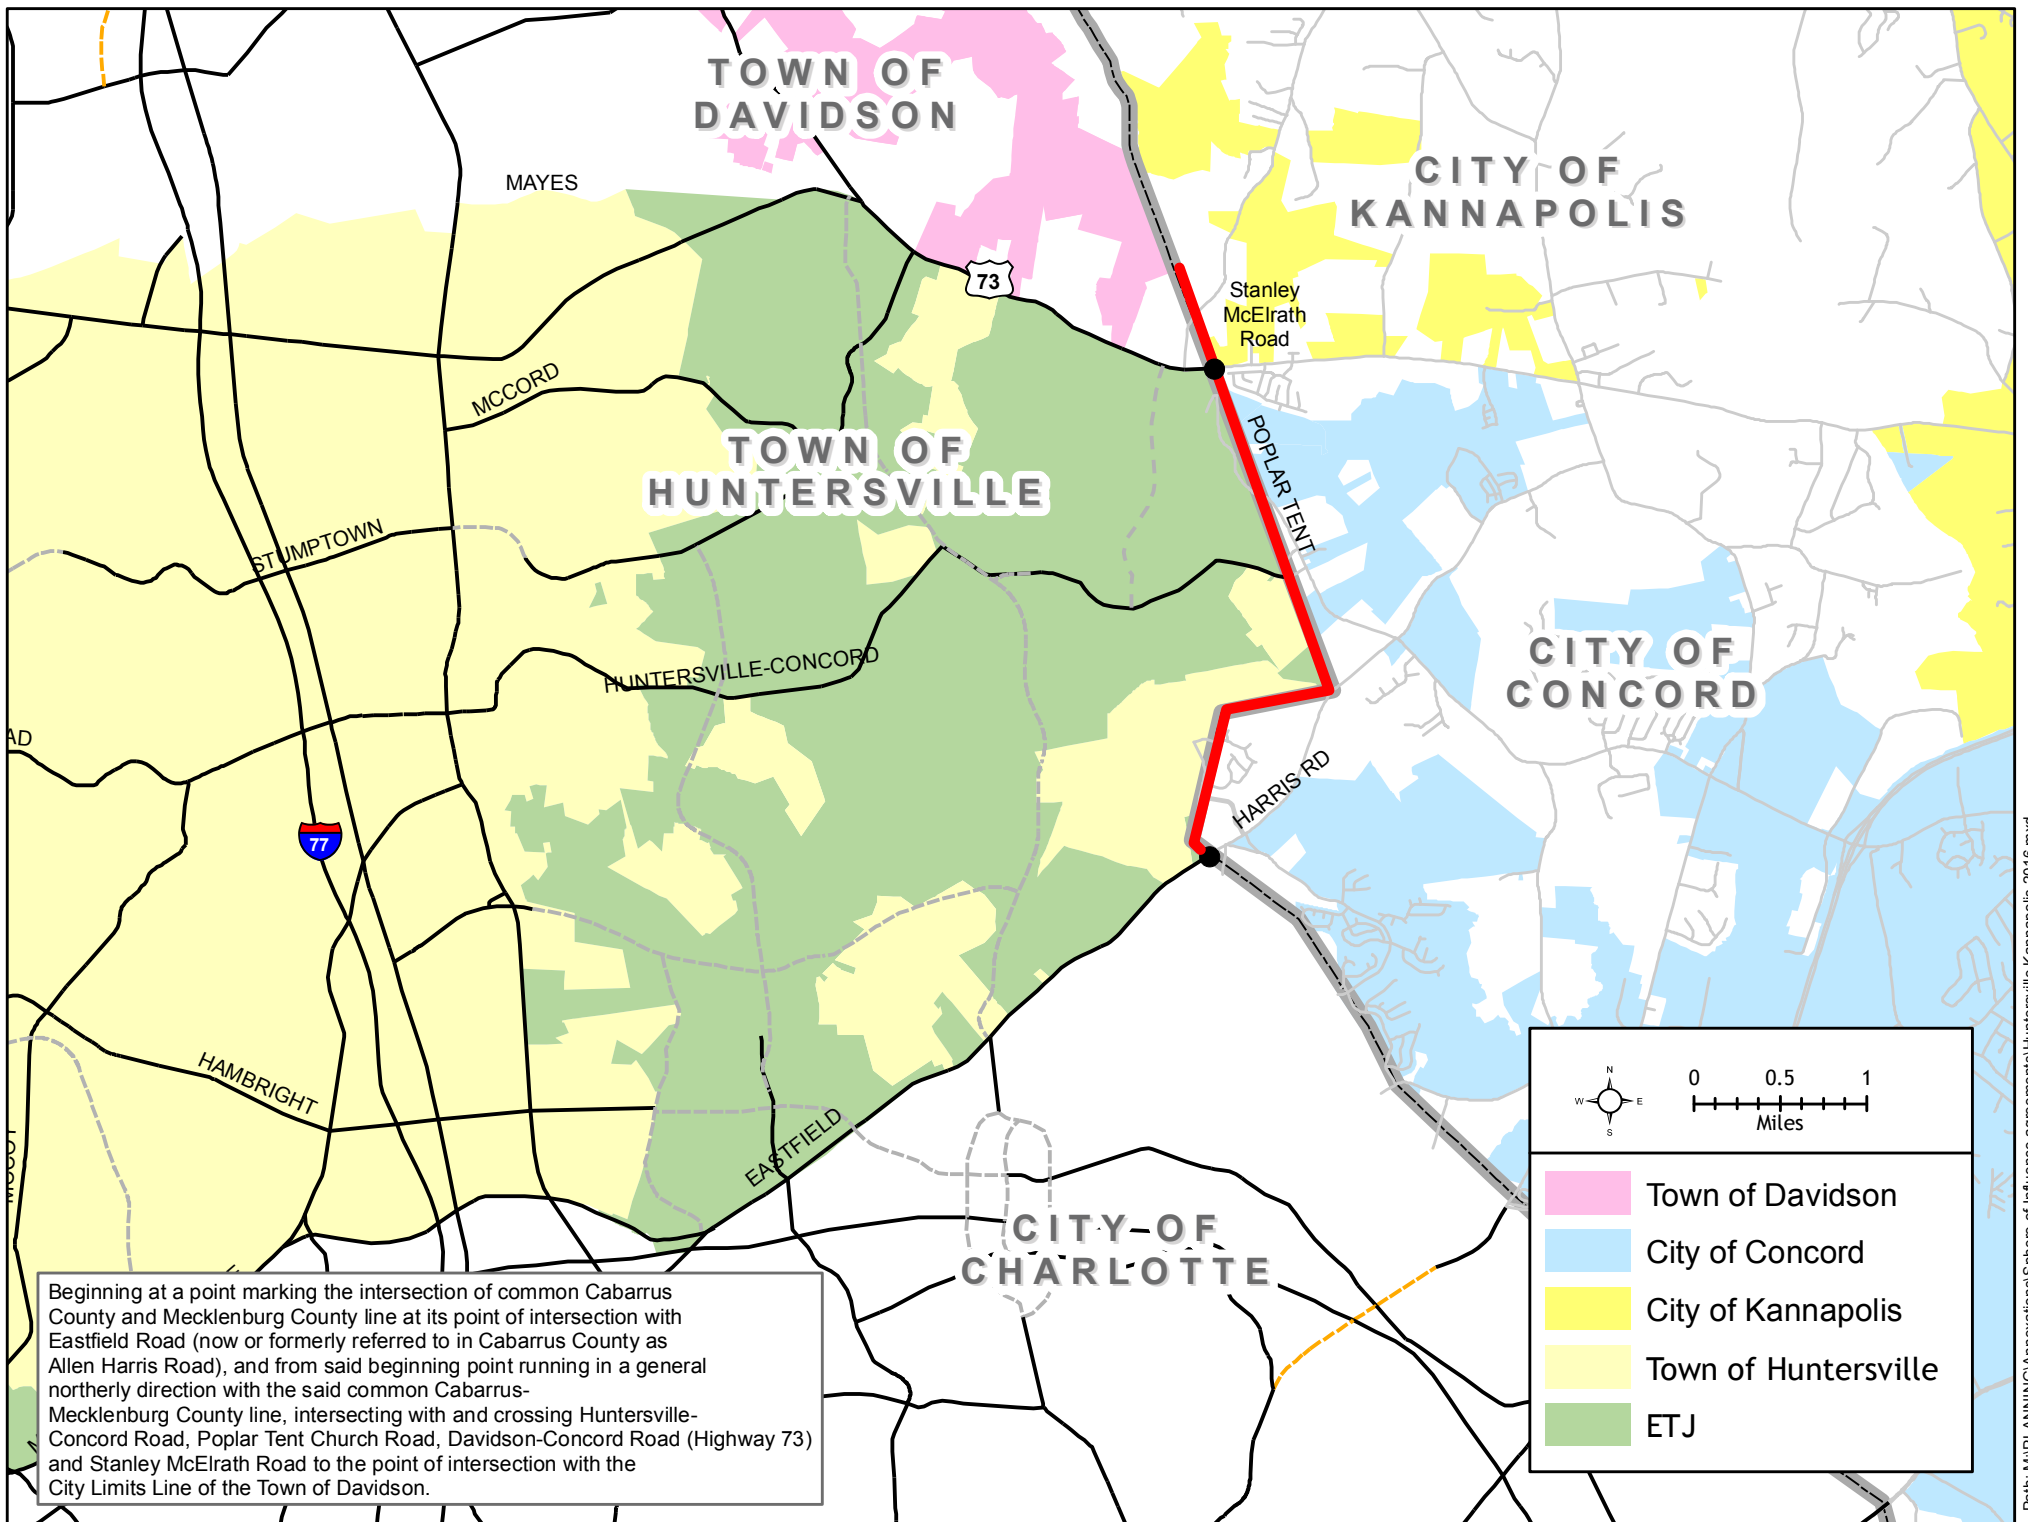 TOWN OF
DAVIDSON
CITY OF
KANNAPOLIS
MAYES
73
Stanley
McElrath
Road
MCCORD
POPLAR TENT
TOWN OF
HUNTERSVILLE
STUMPTOWN
CITY OF
CONCORD
HUNTERSVILLE-CONCORD
AD
HARRIS RD
77
HAMBRIGHT
EASTFIELD
CITY OF
CHARLOTTE
N
W E
S
0 0.5 1
Miles
Town of Davidson
City of Concord
City of Kannapolis
Town of Huntersville
ETJ
Beginning at a point marking the intersection of common Cabarrus
County and Mecklenburg County line at its point of intersection with
Eastfield Road (now or formerly referred to in Cabarrus County as
Allen Harris Road), and from said beginning point running in a general
northerly direction with the said common Cabarrus-
Mecklenburg County line, intersecting with and crossing Huntersville-
Concord Road, Poplar Tent Church Road, Davidson-Concord Road (Highway 73)
and Stanley McElrath Road to the point of intersection with the
City Limits Line of the Town of Davidson.